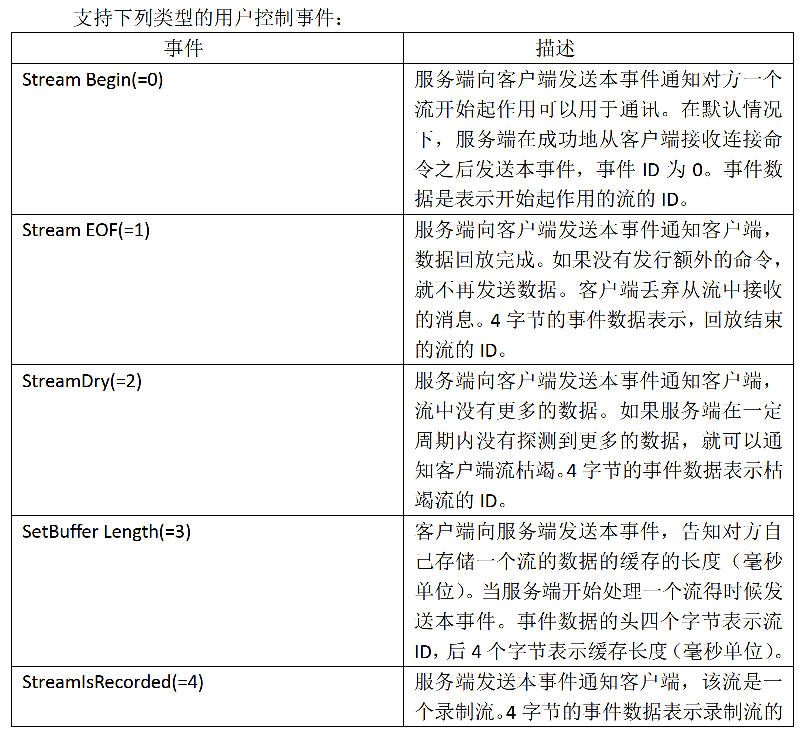 支持下列类型的用户控制事件：
事件 描述
Stream Begin(=0)
服务端向客户端发送本事件通知对方一个
流开始起作用可以用于通讯。在默认情况
下，服务端在成功地从客户端接收连接命
令之后发送本事件，事件 ID 为 0。事件数
据是表示开始起作用的流的 ID。
Stream EOF(=1)
服务端向客户端发送本事件通知客户端，
数据回放完成。如果没有发行额外的命令，
就不再发送数据。客户端丢弃从流中接收
的消息。4 字节的事件数据表示，回放结束
的流的 ID。
StreamDry(=2)
服务端向客户端发送本事件通知客户端，
流中没有更多的数据。如果服务端在一定
周期内没有探测到更多的数据，就可以通
知客户端流枯竭。4 字节的事件数据表示枯
竭流的 ID。
SetBuffer Length(=3)
客户端向服务端发送本事件，告知对方自
己存储一个流的数据的缓存的长度（毫秒
单位）。当服务端开始处理一个流得时候发
送本事件。事件数据的头四个字节表示流
ID，后 4 个字节表示缓存长度（毫秒单位）。
StreamIsRecorded(=4)
服务端发送本事件通知客户端，该流是一
个录制流。4 字节的事件数据表示录制流的